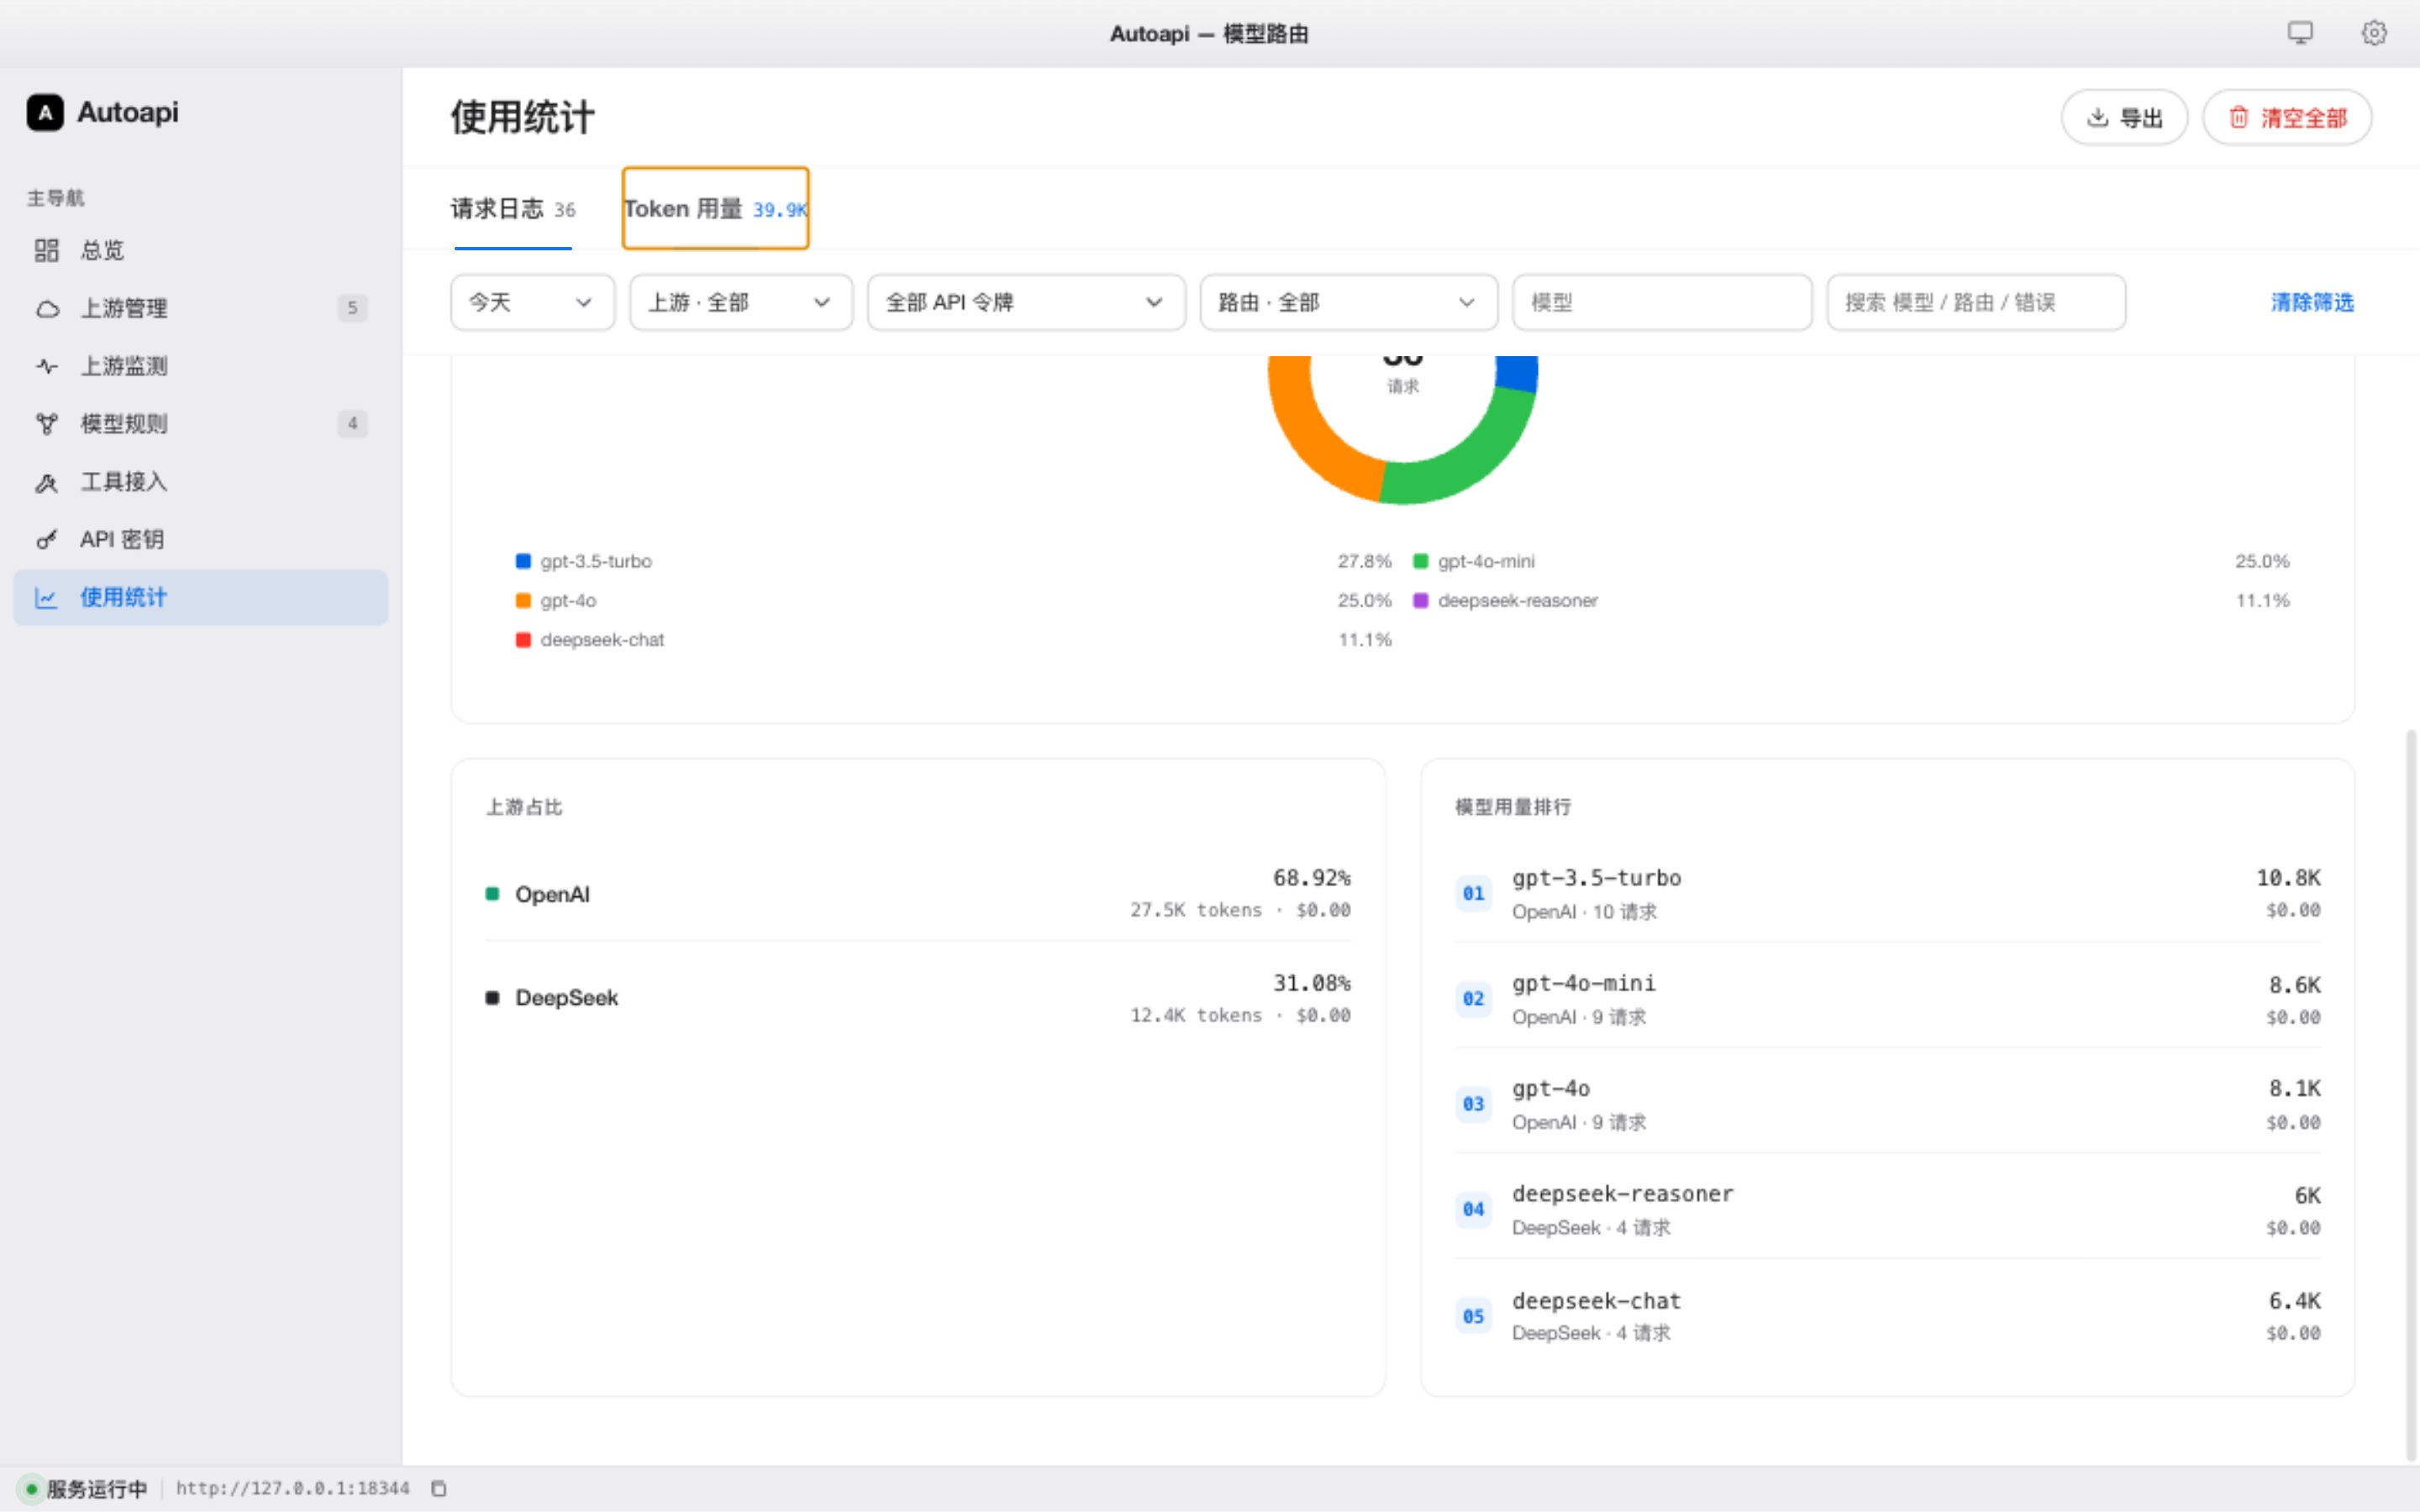 Autoapi — 模型路由
A Autoapi
主导航
总览
上游管理 5
上游监测
模型规则 4
工具接入
API 密钥
使用统计
使用统计
导出
清空全部
请求日志 36
Token 用量 39.9K
今天
上游 · 全部
全部 API 令牌
路由 · 全部
模型
搜索 模型 / 路由 / 错误
清除筛选
请求
gpt-3.5-turbo 27.8%
gpt-4o-mini 25.0%
gpt-4o 25.0%
deepseek-reasoner 11.1%
deepseek-chat 11.1%
上游占比
OpenAI 68.92%
27.5K tokens · $0.00
DeepSeek 31.08%
12.4K tokens · $0.00
模型用量排行
01 gpt-3.5-turbo 10.8K
OpenAI · 10 请求 $0.00
02 gpt-4o-mini 8.6K
OpenAI · 9 请求 $0.00
03 gpt-4o 8.1K
OpenAI · 9 请求 $0.00
04 deepseek-reasoner 6K
DeepSeek · 4 请求 $0.00
05 deepseek-chat 6.4K
DeepSeek · 4 请求 $0.00
服务运行中
http://127.0.0.1:18344